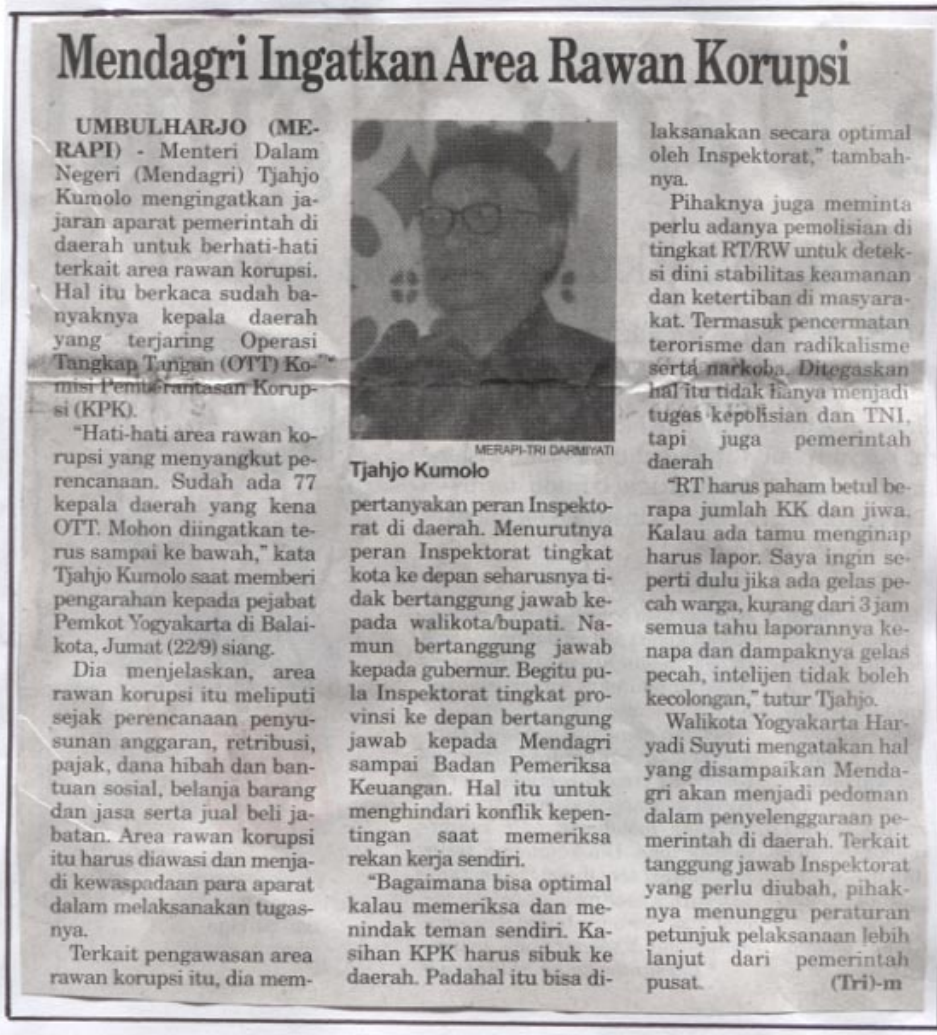 Mendagri Ingatkan Area Rawan Korupsi
UMBULHARJO (ME-
RAPI) - Menteri Dalam
Negeri (Mendagri) Tjahjo
Kumolo mengingatkan ja-
jaran aparat pemerintah di
daerah untuk berhati-hati
terkait area rawan korupsi.
Hal itu berkaca sudah ba-
nyaknya kepala daerah
yang terjaring Operasi
Tangkap Tangan (OTT) Ko-
misi Pemberantasan Korup-
si (KPK).
"Hati-hati area rawan ko-
rupsi yang menyangkut pe-
rencanaan. Sudah ada 77
kepala daerah yang kena
OTT. Mohon diingatkan te-
rus sampai ke bawah," kata
Tjahjo Kumolo saat memberi
pengarahan kepada pejabat
Pemkot Yogyakarta di Balai-
kota, Jumat (22/9) siang.
Dia menjelaskan, area
rawan korupsi itu meliputi
sejak perencanaan penyu-
sunan anggaran, retribusi,
pajak, dana hibah dan ban-
tuan sosial, belanja barang
dan jasa serta jual beli ja-
batan. Area rawan korupsi
itu harus diawasi dan menja-
di kewaspadaan para aparat
dalam melaksanakan tugas-
nya.
Terkait pengawasan area
rawan korupsi itu, dia mem-
MERAPI-TRI DARMIYATI
Tjahjo Kumolo
pertanyakan peran Inspekto-
rat di daerah. Menurutnya
peran Inspektorat tingkat
kota ke depan seharusnya ti-
dak bertanggung jawab ke-
pada walikota/bupati. Na-
mun bertanggung jawab
kepada gubernur. Begitu pu-
la Inspektorat tingkat pro-
vinsi ke depan bertangung
jawab kepada Mendagri
sampai Badan Pemeriksa
Keuangan. Hal itu untuk
menghindari konflik kepen-
tingan saat memeriksa
rekan kerja sendiri.
"Bagaimana bisa optimal
kalau memeriksa dan me-
nindak teman sendiri. Ka-
sihan KPK harus sibuk ke
daerah. Padahal itu bisa di-
laksanakan secara optimal
oleh Inspektorat," tambah-
nya.
Pihaknya juga meminta
perlu adanya pemolisian di
tingkat RT/RW untuk detek-
si dini stabilitas keamanan
dan ketertiban di masyara-
kat. Termasuk pencermatan
terorisme dan radikalisme
serta narkoba. Ditegaskan
hal itu tidak hanya menjadi
tugas kepolisian dan TNI,
tapi juga pemerintah
daerah
"RT harus paham betul be-
rapa jumlah KK dan jiwa.
Kalau ada tamu menginap
harus lapor. Saya ingin se-
perti dulu jika ada gelas pe-
cah warga, kurang dari 3 jam
semua tahu laporannya ke-
napa dan dampaknya gelas
pecah, intelijen tidak boleh
kecolongan," tutur Tjahjo.
Walikota Yogyakarta Har-
yadi Suyuti mengatakan hal
yang disampaikan Menda-
gri akan menjadi pedoman
dalam penyelenggaraan pe-
merintah di daerah. Terkait
tanggung jawab Inspektorat
yang perlu diubah, pihak-
nya menunggu peraturan
petunjuk pelaksanaan lebih
lanjut dari pemerintah
pusat. (Tri)-m